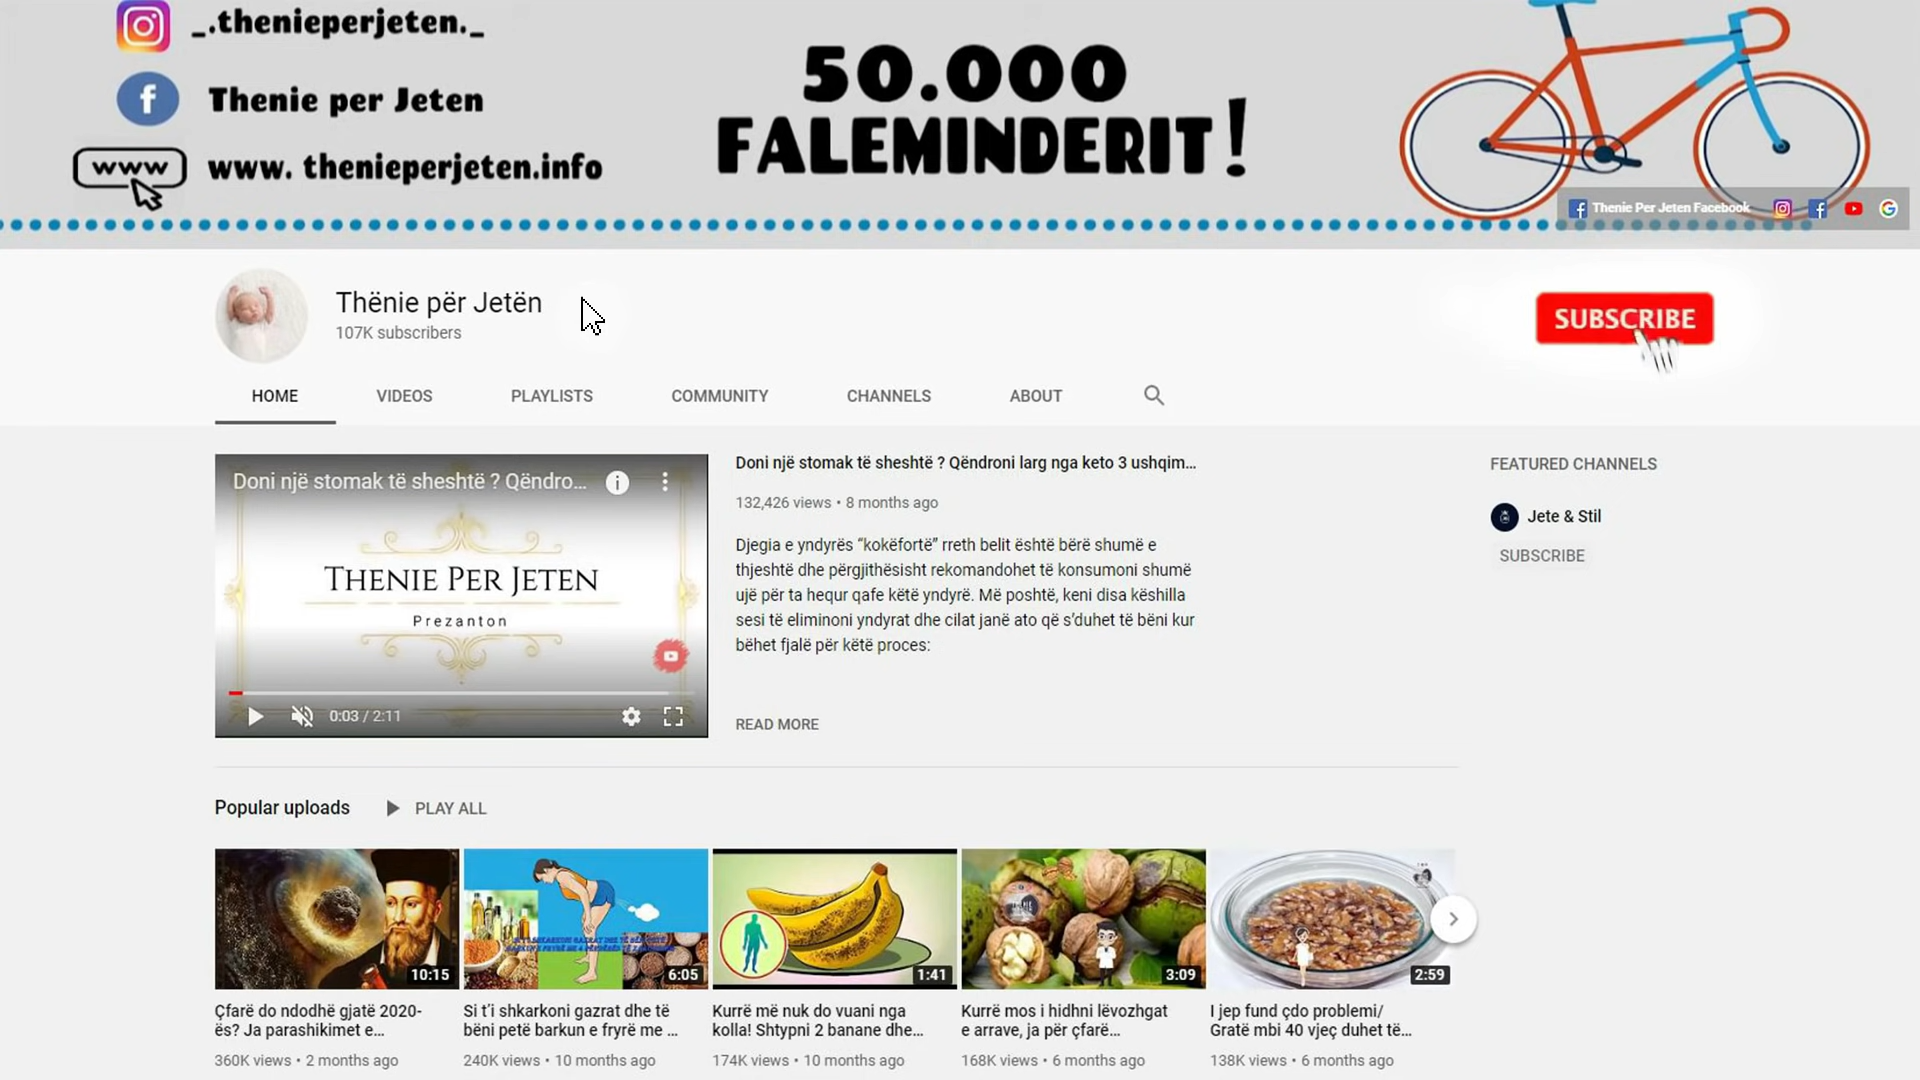 _.thenieperjeten._
Thenie per Jeten
www
www. thenieperjeten.info
50.000
FALEMINDERIT!
Thenie Per Jeten Facebook
Thënie për Jetën
107K subscribers
SUBSCRIBE
HOME
VIDEOS
PLAYLISTS
COMMUNITY
CHANNELS
ABOUT
Doni një stomak të sheshtë ? Qëndro...
THENIE PER JETEN
Prezanton
0:03 / 2:11
Doni një stomak të sheshtë ? Qëndroni larg nga keto 3 ushqim...
132,426 views • 8 months ago
Djegia e yndyrës “kokëfortë” rreth belit është bërë shumë e
thjeshtë dhe përgjithësisht rekomandohet të konsumoni shumë
ujë për ta hequr qafe këtë yndyrë. Më poshtë, keni disa këshilla
sesi të eliminoni yndyrat dhe cilat janë ato që s’duhet të bëni kur
bëhet fjalë për këtë proces:
READ MORE
FEATURED CHANNELS
Jete & Stil
SUBSCRIBE
Popular uploads
PLAY ALL
10:15
6:05
1:41
3:09
2:59
Çfarë do ndodhë gjatë 2020-
ës? Ja parashikimet e...
360K views • 2 months ago
Si t’i shkarkoni gazrat dhe të
bëni petë barkun e fryrë me ...
240K views • 10 months ago
Kurrë më nuk do vuani nga
kolla! Shtypni 2 banane dhe...
174K views • 10 months ago
Kurrë mos i hidhni lëvozhgat
e arrave, ja për çfarë...
168K views • 6 months ago
I jep fund çdo problemi/
Gratë mbi 40 vjeç duhet të...
138K views • 6 months ago